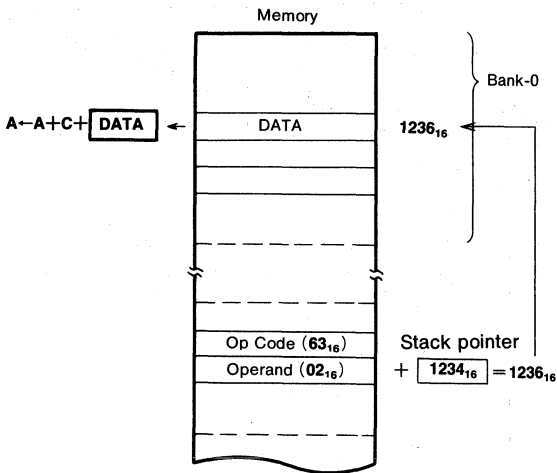 Memory
Bank-0
A←A+C+ DATA ← DATA 1236₁₆
Op Code (63₁₆) Stack pointer
Operand (02₁₆) + 1234₁₆ =1236₁₆